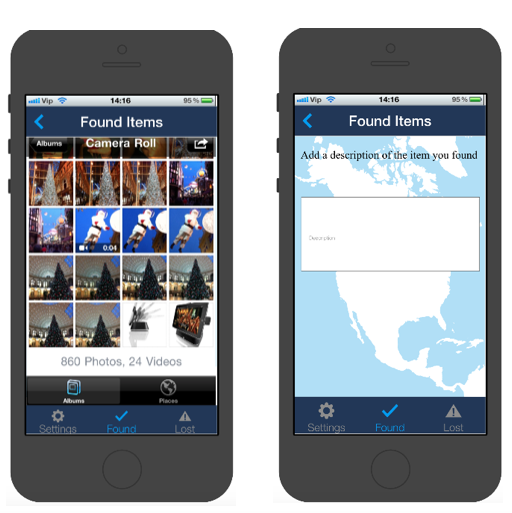 Vip 14:16 95%
Found Items
Albums Camera Roll
0:04
860 Photos, 24 Videos
Albums Places
Settings Found Lost
Vip 14:16 95%
Found Items
Add a description of the item you found
Description
Settings Found Lost